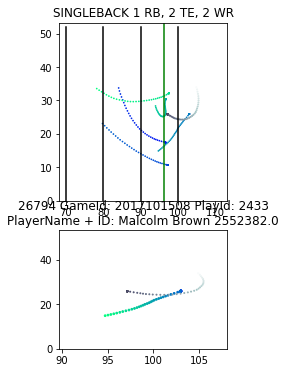 SINGLEBACK 1 RB, 2 TE, 2 WR
50
40
30
20
10
0
70 80 90 100 110
26794 GameId: 2017101508 PlayId: 2433
PlayerName + ID: Malcolm Brown 2552382.0
40
20
0
90 95 100 105